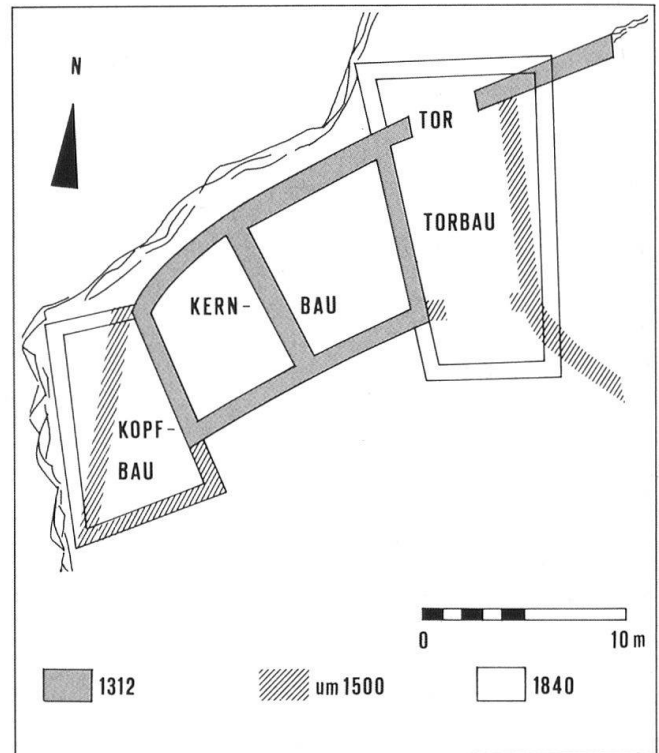 N
TOR
TORBAU
KERN-
BAU
KOPF-
BAU
0
10 m
1312
um 1500
1840